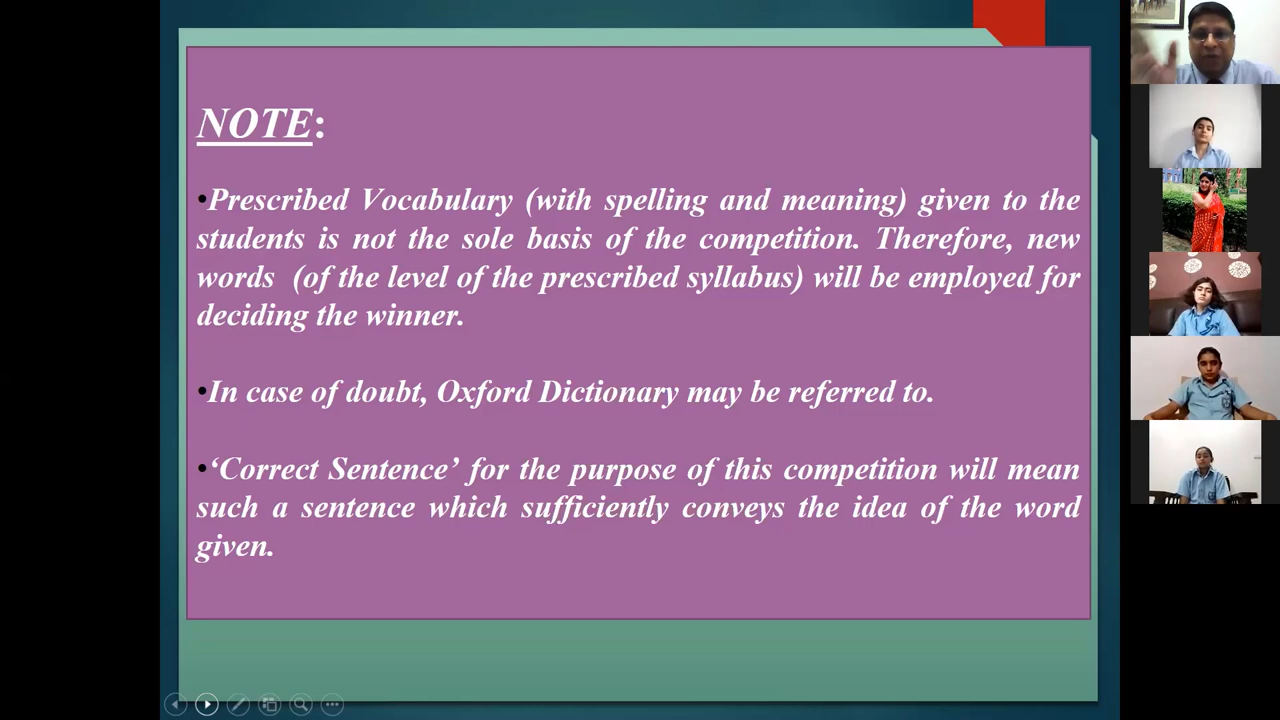 NOTE:
•Prescribed Vocabulary (with spelling and meaning) given to the
students is not the sole basis of the competition. Therefore, new
words (of the level of the prescribed syllabus) will be employed for
deciding the winner.
•In case of doubt, Oxford Dictionary may be referred to.
•‘Correct Sentence’ for the purpose of this competition will mean
such a sentence which sufficiently conveys the idea of the word
given.